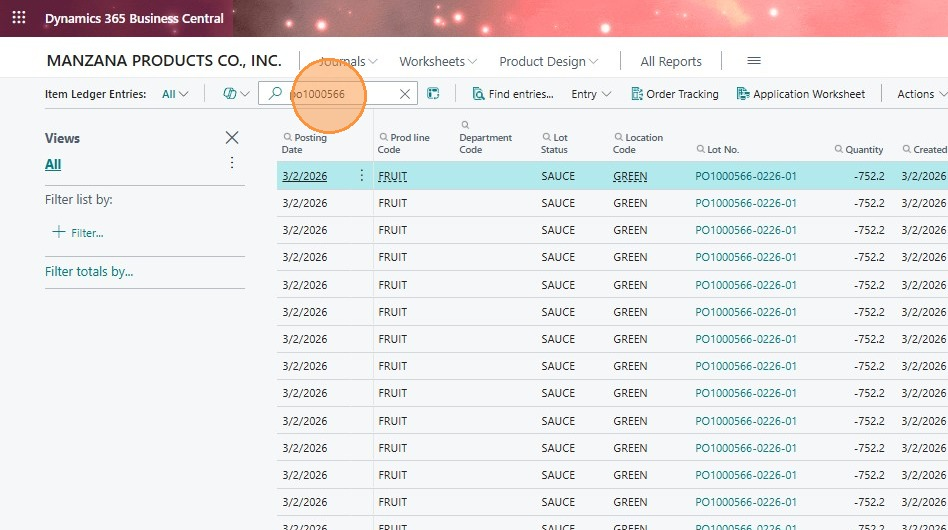 Dynamics 365 Business Central
MANZANA PRODUCTS CO., INC. Journals Worksheets Product Design All Reports
Item Ledger Entries: All po1000566 Find entries... Entry Order Tracking Application Worksheet Actions
Views
All
Filter list by:
Filter...
Filter totals by...
Posting Date Prod line Code Department Code Lot Status Location Code Lot No. Quantity Created
3/2/2026 FRUIT SAUCE GREEN PO1000566-0226-01 -752.2 3/2/2026
3/2/2026 FRUIT SAUCE GREEN PO1000566-0226-01 -752.2 3/2/2026
3/2/2026 FRUIT SAUCE GREEN PO1000566-0226-01 -752.2 3/2/2026
3/2/2026 FRUIT SAUCE GREEN PO1000566-0226-01 -752.2 3/2/2026
3/2/2026 FRUIT SAUCE GREEN PO1000566-0226-01 -752.2 3/2/2026
3/2/2026 FRUIT SAUCE GREEN PO1000566-0226-01 -752.2 3/2/2026
3/2/2026 FRUIT SAUCE GREEN PO1000566-0226-01 -752.2 3/2/2026
3/2/2026 FRUIT SAUCE GREEN PO1000566-0226-01 -752.2 3/2/2026
3/2/2026 FRUIT SAUCE GREEN PO1000566-0226-01 -752.2 3/2/2026
3/2/2026 FRUIT SAUCE GREEN PO1000566-0226-01 -752.2 3/2/2026
3/2/2026 FRUIT SAUCE GREEN PO1000566-0226-01 -752.2 3/2/2026
3/2/2026 FRUIT SAUCE GREEN PO1000566-0226-01 -752.2 3/2/2026
3/2/2026 FRUIT SAUCE GREEN PO1000566-0226-01 -752.2 3/2/2026